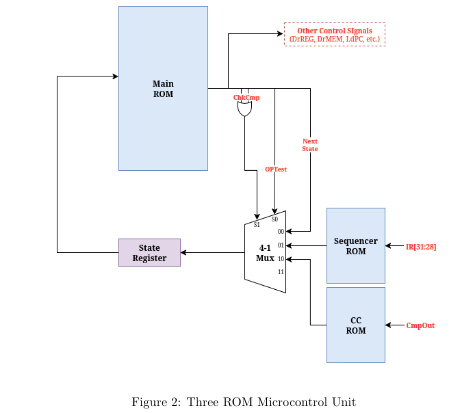 Other Control Signals
(DrREG, DrMEM, LdPC, etc.)
Main
ROM
ChkCmp
Next
State
OPTest
S0
S1
00
Sequencer
ROM
IR[31:28]
State
Register
4-1
Mux
01
10
11
CC
ROM
CmpOut
Figure 2: Three ROM Microcontrol Unit